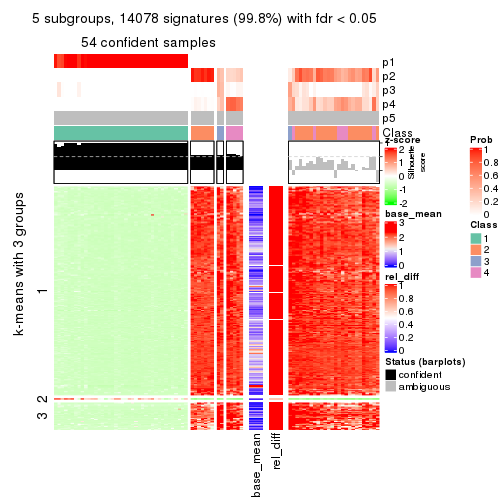 5 subgroups, 14078 signatures (99.8%) with fdr < 0.05
54 confident samples
p1
p2
p3
p4
p5
Class
Silhouette
score
k-means with 3 groups
1
2
3
base_mean
rel_diff
z-score
2
1
0
-1
-2
base_mean
3
2
1
0
rel_diff
1
0.8
0.6
0.4
0.2
0
Status (barplots)
confident
ambiguous
Prob
1
0.8
0.6
0.4
0.2
0
Class
1
2
3
4